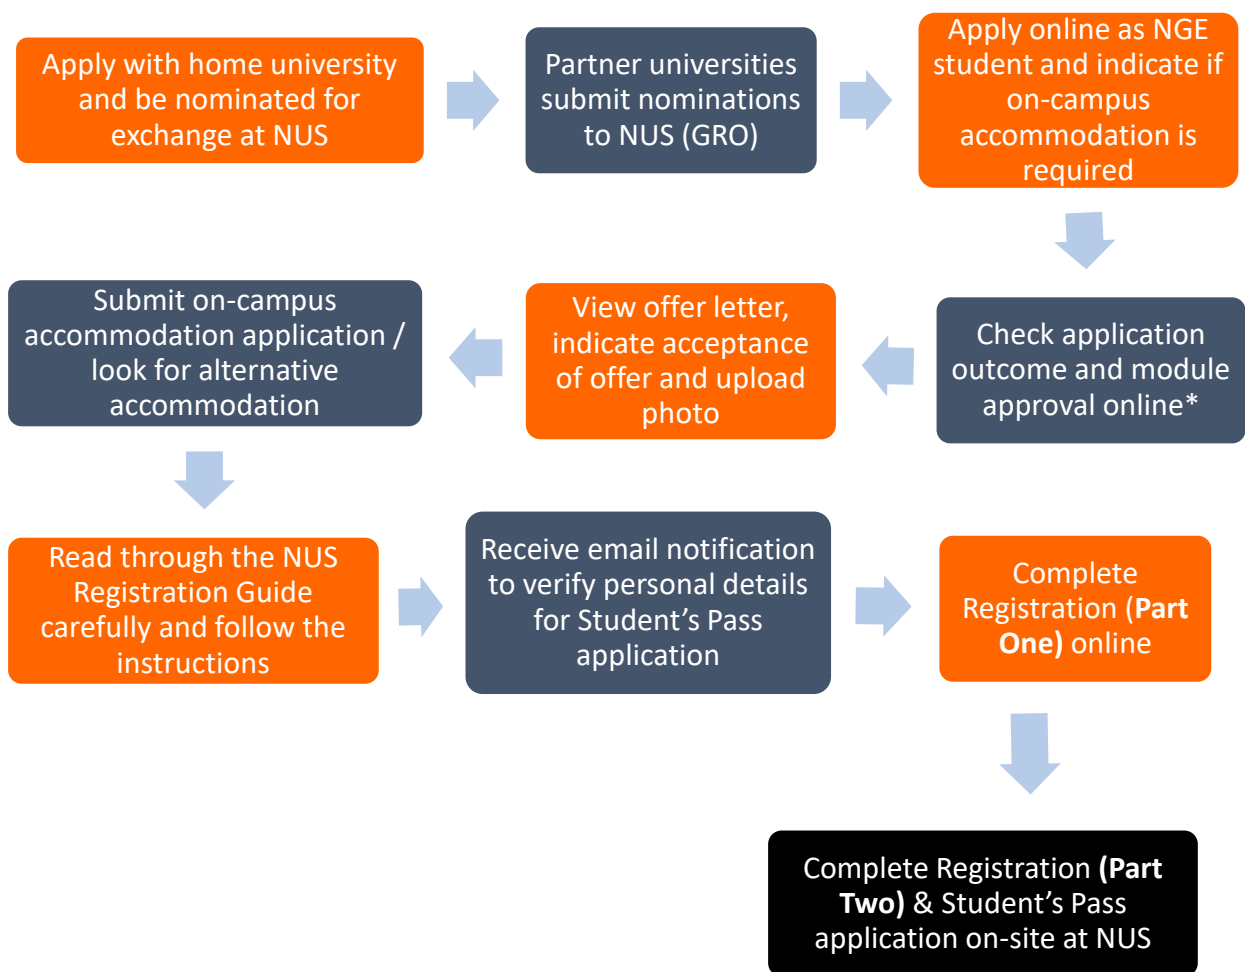 Apply with home university
and be nominated for
exchange at NUS
Partner universities
submit nominations
to NUS (GRO)
Apply online as NGE
student and indicate if
on-campus
accommodation is
required
Check application
outcome and module
approval online*
View offer letter,
indicate acceptance
of offer and upload
photo
Submit on-campus
accommodation application /
look for alternative
accommodation
Read through the NUS
Registration Guide
carefully and follow the
instructions
Receive email notification
to verify personal details
for Student’s Pass
application
Complete
Registration (Part
One) online
Complete Registration (Part
Two) & Student’s Pass
application on-site at NUS